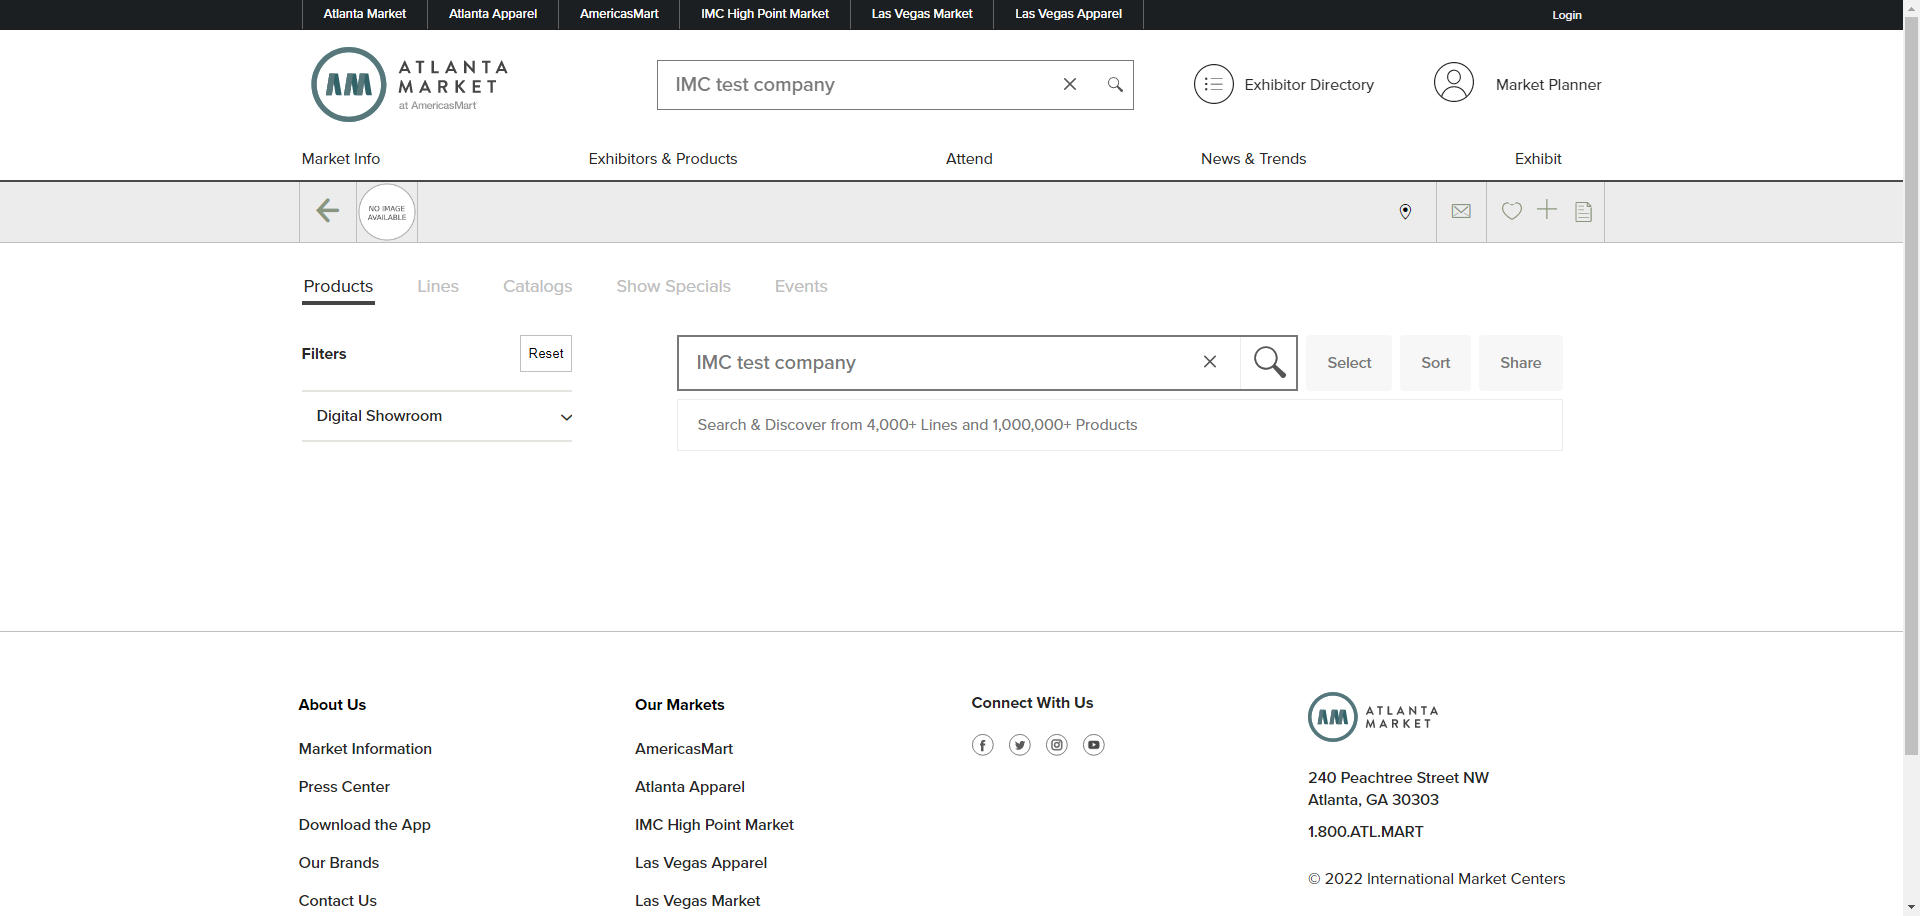 Atlanta Market
Atlanta Apparel
AmericasMart
IMC High Point Market
Las Vegas Market
Las Vegas Apparel
Login
AM
ATLANTA
MARKET
at AmericasMart
IMC test company
Exhibitor Directory
Market Planner
Market Info
Exhibitors & Products
Attend
News & Trends
Exhibit
NO IMAGE
AVAILABLE
Products
Lines
Catalogs
Show Specials
Events
Filters
Reset
Digital Showroom
IMC test company
Select
Sort
Share
Search & Discover from 4,000+ Lines and 1,000,000+ Products
About Us
Market Information
Press Center
Download the App
Our Brands
Contact Us
Our Markets
AmericasMart
Atlanta Apparel
IMC High Point Market
Las Vegas Apparel
Las Vegas Market
Connect With Us
AM
ATLANTA
MARKET
240 Peachtree Street NW
Atlanta, GA 30303
1.800.ATL.MART
© 2022 International Market Centers